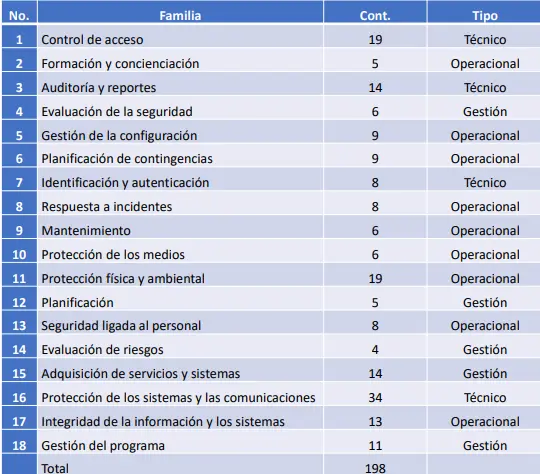 No. Familia Cont. Tipo
1 Control de acceso 19 Técnico
2 Formación y concienciación 5 Operacional
3 Auditoría y reportes 14 Técnico
4 Evaluación de la seguridad 6 Gestión
5 Gestión de la configuración 9 Operacional
6 Planificación de contingencias 9 Operacional
7 Identificación y autenticación 8 Técnico
8 Respuesta a incidentes 8 Operacional
9 Mantenimiento 6 Operacional
10 Protección de los medios 6 Operacional
11 Protección física y ambiental 19 Operacional
12 Planificación 5 Gestión
13 Seguridad ligada al personal 8 Operacional
14 Evaluación de riesgos 4 Gestión
15 Adquisición de servicios y sistemas 14 Gestión
16 Protección de los sistemas y las comunicaciones 34 Técnico
17 Integridad de la información y los sistemas 13 Operacional
18 Gestión del programa 11 Gestión
Total 198